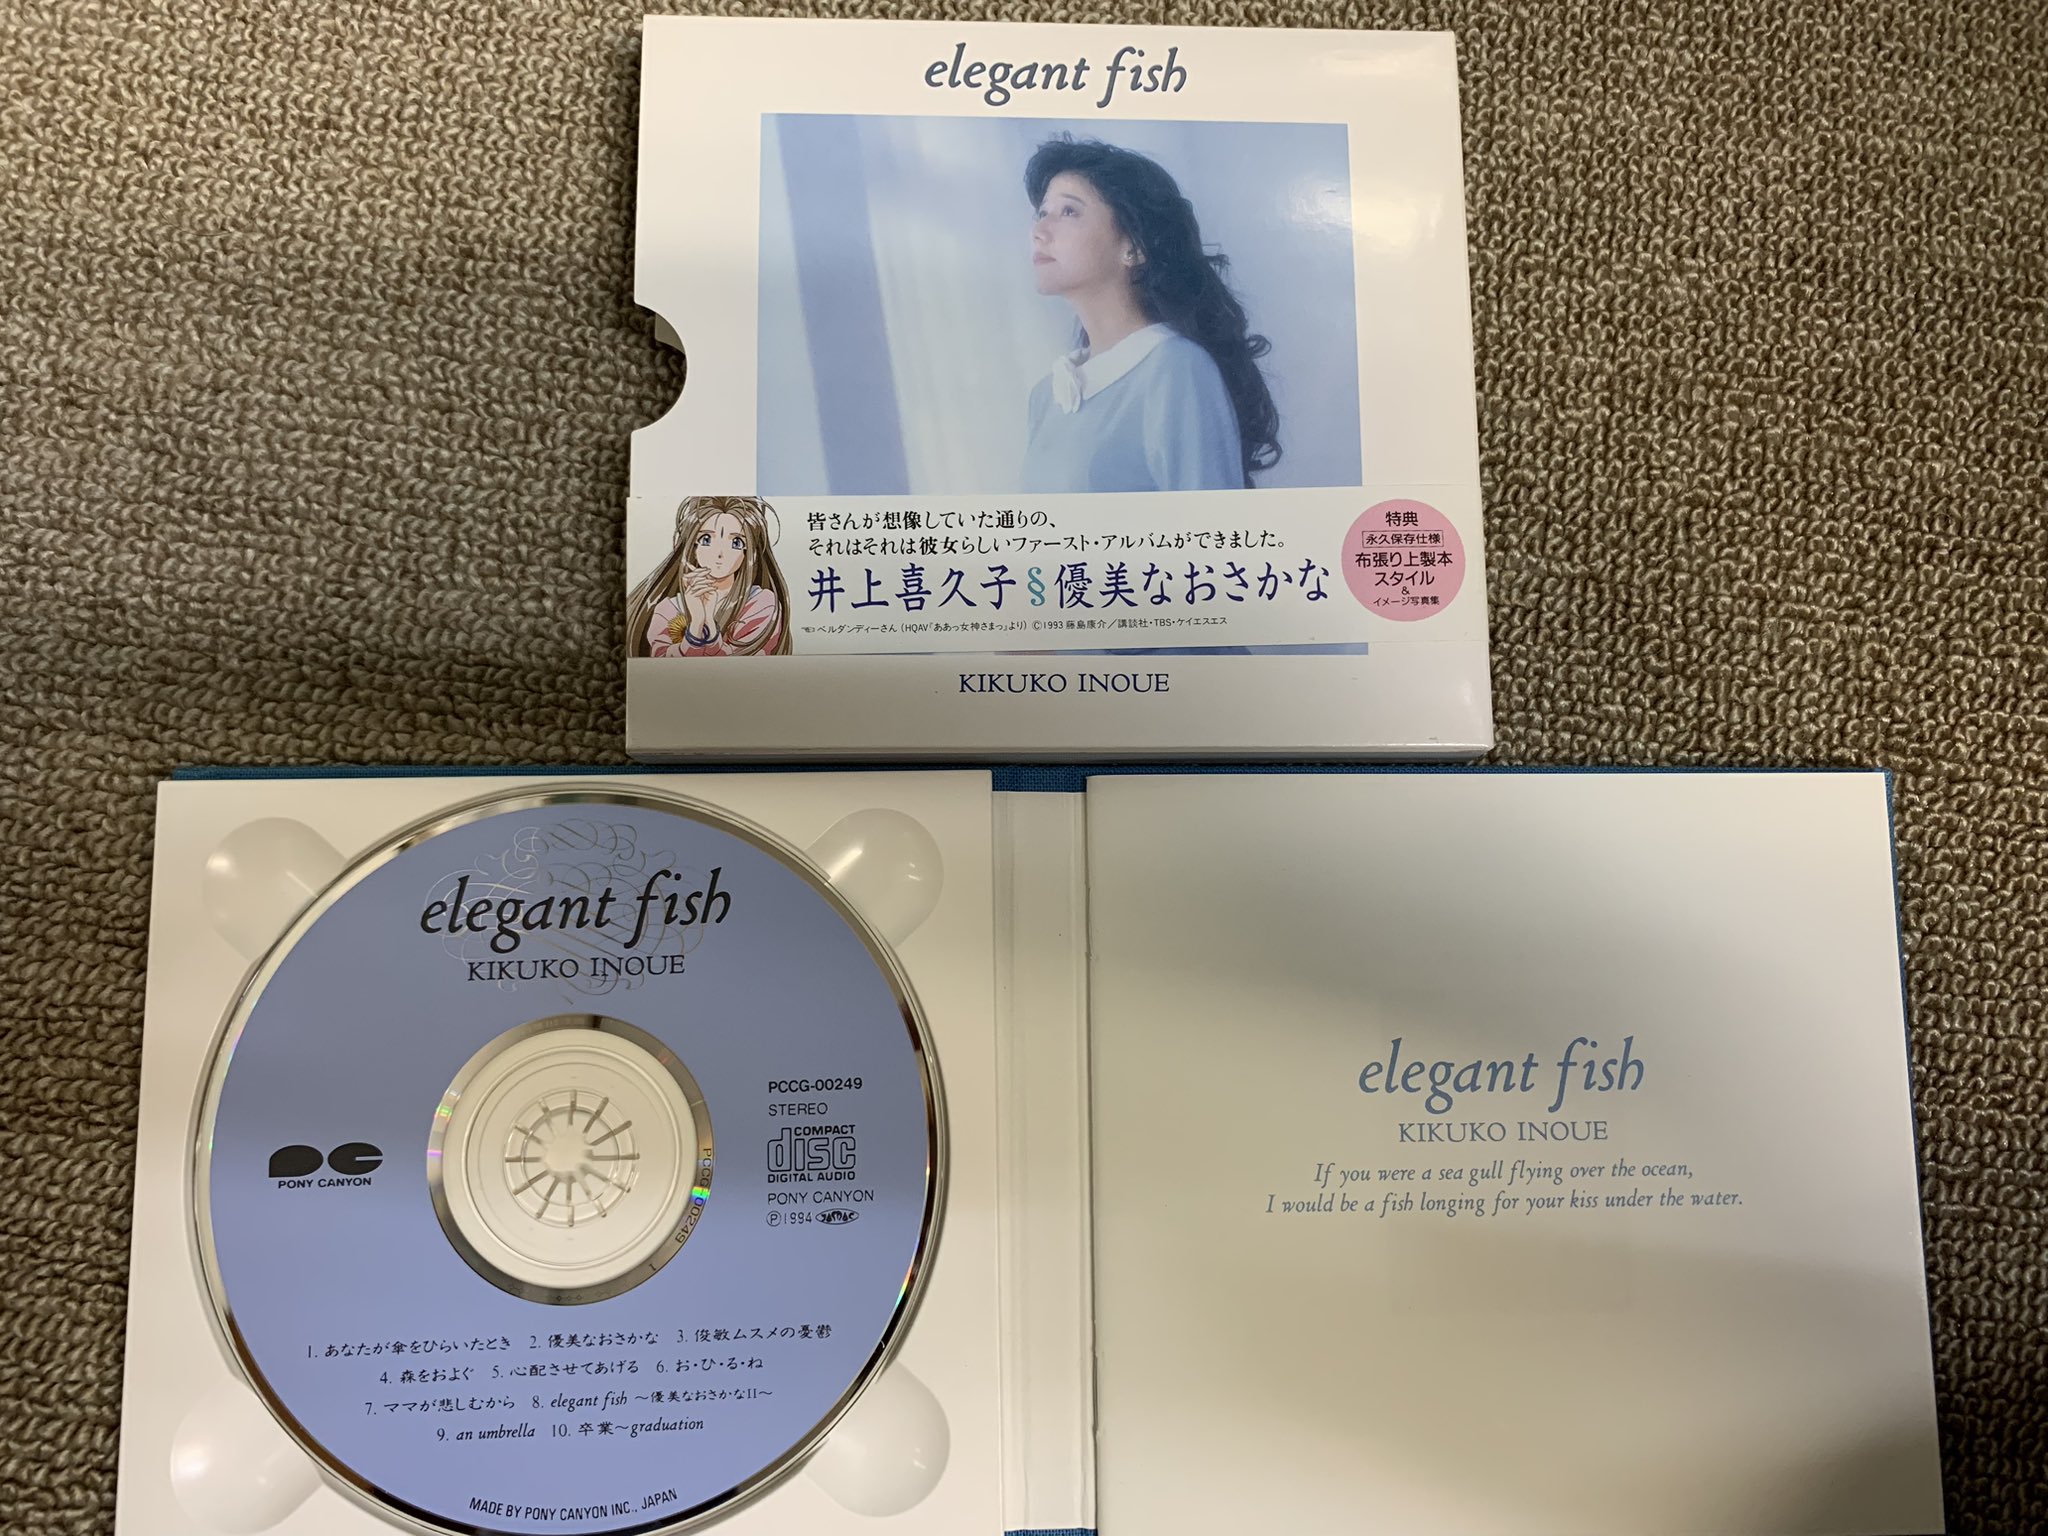 elegant fish
皆さんが想像していた通りの、
それはそれは彼女らしいファースト・アルバムができました。
井上喜久子§優美なおさかな
☜ベルダンディーさん（HQAV『ああっ女神さまっ』より）©1993 藤島康介／講談社・TBS・ケイエスエス
特典
永久保存仕様
布張り上製本
スタイル
&
イメージ写真集
KIKUKO INOUE
elegant fish
KIKUKO INOUE
PCCG-00249
STEREO
COMPACT
disc
DIGITAL AUDIO
PONY CANYON
PONY CANYON
Ⓟ1994 JASRAC
PCCG-00249 1
1. あなたが傘をひらいたとき 2. 優美なおさかな 3. 俊敏ムスメの憂鬱
4. 森をおよぐ 5. 心配させてあげる 6. お・ひ・る・ね
7. ママが悲しむから 8. elegant fish ～優美なおさかなII～
9. an umbrella 10. 卒業～graduation
MADE BY PONY CANYON INC., JAPAN
elegant fish
KIKUKO INOUE
If you were a sea gull flying over the ocean,
I would be a fish longing for your kiss under the water.